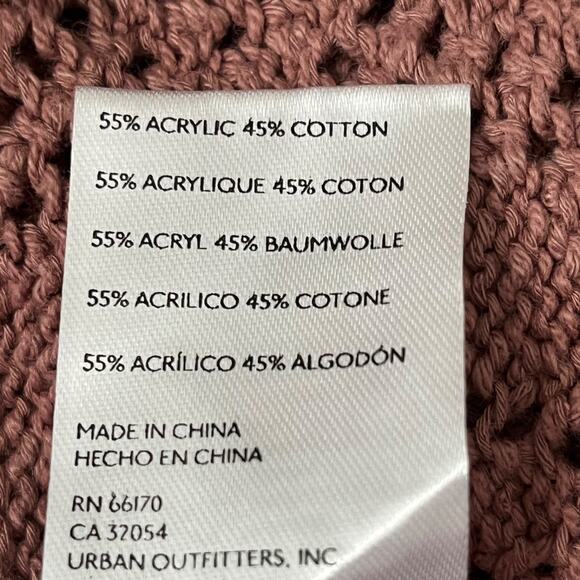 55% ACRYLIC 45% COTTON
55% ACRYLIQUE 45% COTON
55% ACRYL 45% BAUMWOLLE
55% ACRILICO 45% COTONE
55% ACRÍLICO 45% ALGODÓN
MADE IN CHINA
HECHO EN CHINA
RN 66170
CA 32054
URBAN OUTFITTERS, INC